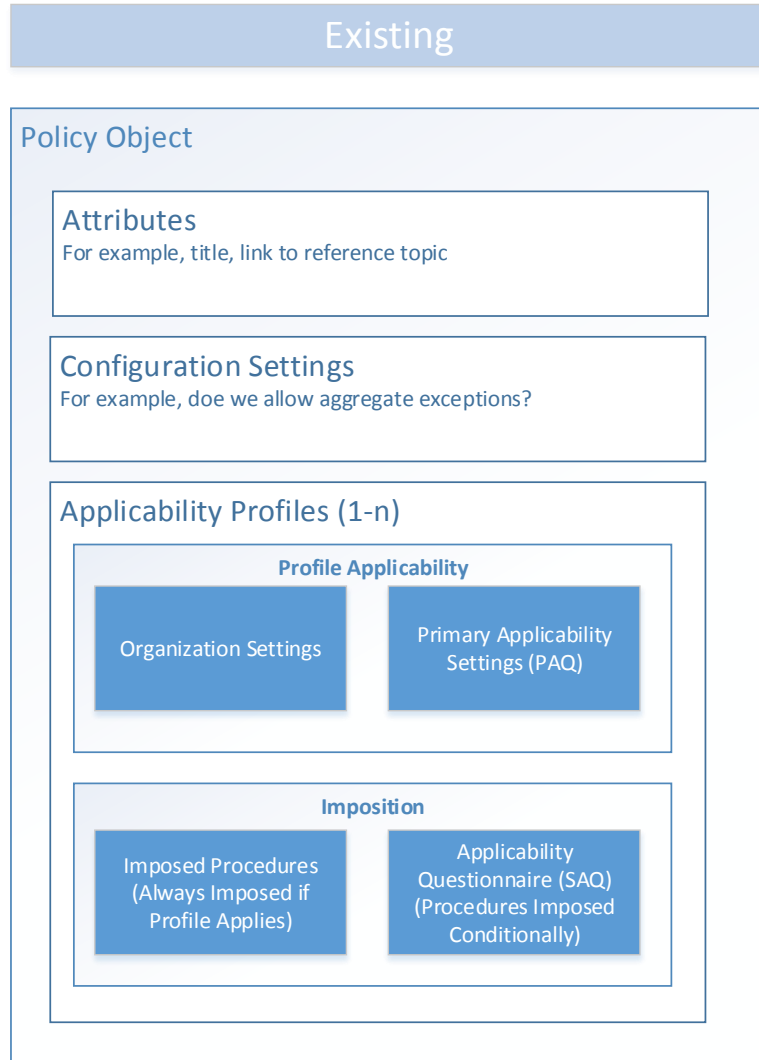 Existing
Policy Object
Attributes
For example, title, link to reference topic
Configuration Settings
For example, doe we allow aggregate exceptions?
Applicability Profiles (1-n)
Profile Applicability
Organization Settings
Primary Applicability
Settings (PAQ)
Imposition
Imposed Procedures
(Always Imposed if
Profile Applies)
Applicability
Questionnaire (SAQ)
(Procedures Imposed
Conditionally)